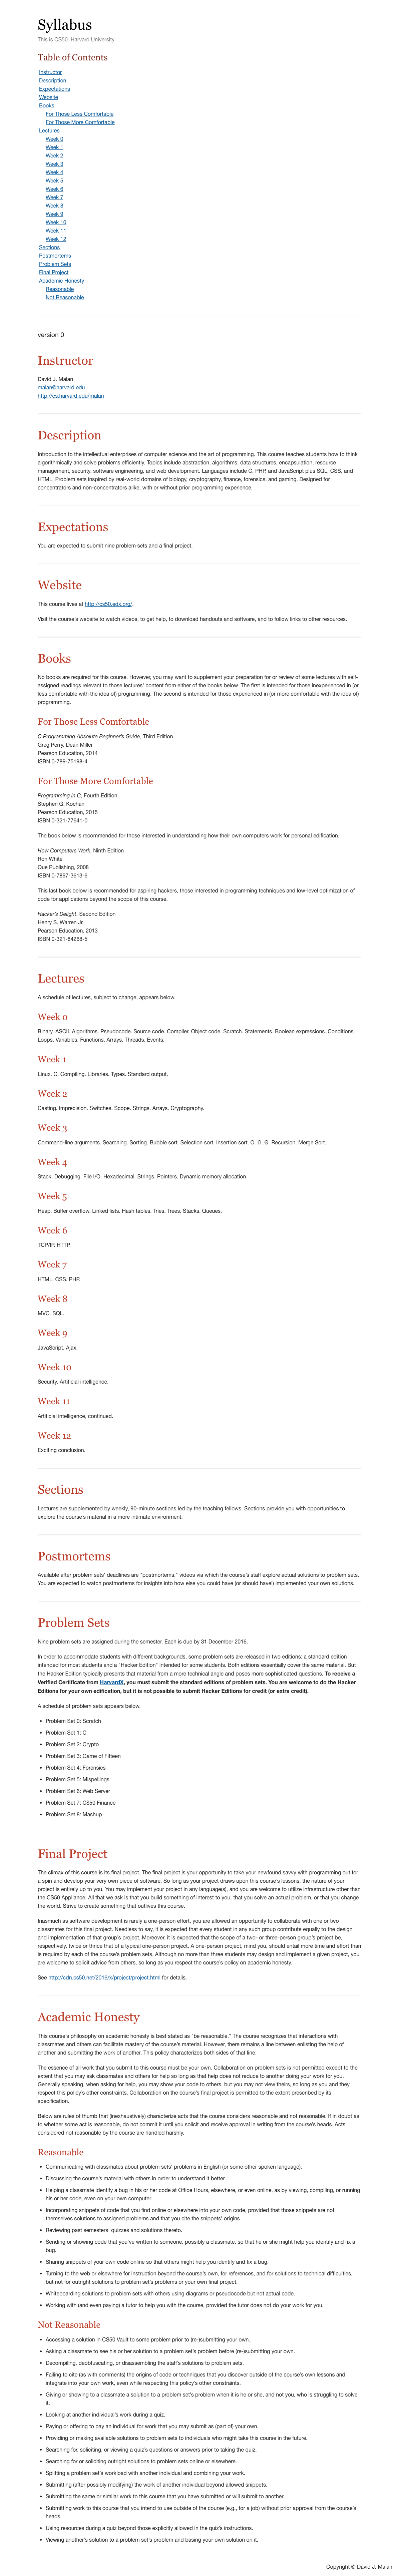 Syllabus
This is CS50. Harvard University.
Table of Contents
Instructor
Description
Expectations
Website
Books
For Those Less Comfortable
For Those More Comfortable
Lectures
Week 0
Week 1
Week 2
Week 3
Week 4
Week 5
Week 6
Week 7
Week 8
Week 9
Week 10
Week 11
Week 12
Sections
Postmortems
Problem Sets
Final Project
Academic Honesty
Reasonable
Not Reasonable
version 0
Instructor
David J. Malan
malan@harvard.edu
http://cs.harvard.edu/malan
Description
Introduction to the intellectual enterprises of computer science and the art of programming. This course teaches students how to think
algorithmically and solve problems efficiently. Topics include abstraction, algorithms, data structures, encapsulation, resource
management, security, software engineering, and web development. Languages include C, PHP, and JavaScript plus SQL, CSS, and
HTML. Problem sets inspired by real-world domains of biology, cryptography, finance, forensics, and gaming. Designed for
concentrators and non-concentrators alike, with or without prior programming experience.
Expectations
You are expected to submit nine problem sets and a final project.
Website
This course lives at http://cs50.edx.org/.
Visit the course's website to watch videos, to get help, to download handouts and software, and to follow links to other resources.
Books
No books are required for this course. However, you may want to supplement your preparation for or review of some lectures with self-
assigned readings relevant to those lectures' content from either of the books below. The first is intended for those inexperienced in (or
less comfortable with the idea of) programming. The second is intended for those experienced in (or more comfortable with the idea of)
programming.
For Those Less Comfortable
C Programming Absolute Beginner's Guide, Third Edition
Greg Perry, Dean Miller
Pearson Education, 2014
ISBN 0-789-75198-4
For Those More Comfortable
Programming in C, Fourth Edition
Stephen G. Kochan
Pearson Education, 2015
ISBN 0-321-77641-0
The book below is recommended for those interested in understanding how their own computers work for personal edification.
How Computers Work, Ninth Edition
Ron White
Que Publishing, 2008
ISBN 0-7897-3613-6
This last book below is recommended for aspiring hackers, those interested in programming techniques and low-level optimization of
code for applications beyond the scope of this course.
Hacker's Delight, Second Edition
Henry S. Warren Jr.
Pearson Education, 2013
ISBN 0-321-84268-5
Lectures
A schedule of lectures, subject to change, appears below.
Week 0
Binary. ASCII. Algorithms. Pseudocode. Source code. Compiler. Object code. Scratch. Statements. Boolean expressions. Conditions.
Loops. Variables. Functions. Arrays. Threads. Events.
Week 1
Linux. C. Compiling. Libraries. Types. Standard output.
Week 2
Casting. Imprecision. Switches. Scope. Strings. Arrays. Cryptography.
Week 3
Command-line arguments. Searching. Sorting. Bubble sort. Selection sort. Insertion sort. O. Ω .Θ. Recursion. Merge Sort.
Week 4
Stack. Debugging. File I/O. Hexadecimal. Strings. Pointers. Dynamic memory allocation.
Week 5
Heap. Buffer overflow. Linked lists. Hash tables. Tries. Trees. Stacks. Queues.
Week 6
TCP/IP. HTTP.
Week 7
HTML. CSS. PHP.
Week 8
MVC. SQL.
Week 9
JavaScript. Ajax.
Week 10
Security. Artificial intelligence.
Week 11
Artificial intelligence, continued.
Week 12
Exciting conclusion.
Sections
Lectures are supplemented by weekly, 90-minute sections led by the teaching fellows. Sections provide you with opportunities to
explore the course's material in a more intimate environment.
Postmortems
Available after problem sets' deadlines are "postmortems," videos via which the course's staff explore actual solutions to problem sets.
You are expected to watch postmortems for insights into how else you could have (or should have!) implemented your own solutions.
Problem Sets
Nine problem sets are assigned during the semester. Each is due by 31 December 2016.
In order to accommodate students with different backgrounds, some problem sets are released in two editions: a standard edition
intended for most students and a "Hacker Edition" intended for some students. Both editions essentially cover the same material. But
the Hacker Edition typically presents that material from a more technical angle and poses more sophisticated questions. To receive a
Verified Certificate from HarvardX, you must submit the standard editions of problem sets. You are welcome to do the Hacker
Editions for your own edification, but it is not possible to submit Hacker Editions for credit (or extra credit).
A schedule of problem sets appears below.
• Problem Set 0: Scratch
• Problem Set 1: C
• Problem Set 2: Crypto
• Problem Set 3: Game of Fifteen
• Problem Set 4: Forensics
• Problem Set 5: Mispellings
• Problem Set 6: Web Server
• Problem Set 7: C$50 Finance
• Problem Set 8: Mashup
Final Project
The climax of this course is its final project. The final project is your opportunity to take your newfound savvy with programming out for
a spin and develop your very own piece of software. So long as your project draws upon this course's lessons, the nature of your
project is entirely up to you. You may implement your project in any language(s), and you are welcome to utilize infrastructure other than
the CS50 Appliance. All that we ask is that you build something of interest to you, that you solve an actual problem, or that you change
the world. Strive to create something that outlives this course.
Inasmuch as software development is rarely a one-person effort, you are allowed an opportunity to collaborate with one or two
classmates for this final project. Needless to say, it is expected that every student in any such group contribute equally to the design
and implementation of that group's project. Moreover, it is expected that the scope of a two- or three-person group's project be,
respectively, twice or thrice that of a typical one-person project. A one-person project, mind you, should entail more time and effort than
is required by each of the course's problem sets. Although no more than three students may design and implement a given project, you
are welcome to solicit advice from others, so long as you respect the course's policy on academic honesty.
See http://cdn.cs50.net/2016/x/project/project.html for details.
Academic Honesty
This course's philosophy on academic honesty is best stated as "be reasonable." The course recognizes that interactions with
classmates and others can facilitate mastery of the course's material. However, there remains a line between enlisting the help of
another and submitting the work of another. This policy characterizes both sides of that line.
The essence of all work that you submit to this course must be your own. Collaboration on problem sets is not permitted except to the
extent that you may ask classmates and others for help so long as that help does not reduce to another doing your work for you.
Generally speaking, when asking for help, you may show your code to others, but you may not view theirs, so long as you and they
respect this policy's other constraints. Collaboration on the course's final project is permitted to the extent prescribed by its
specification.
Below are rules of thumb that (inexhaustively) characterize acts that the course considers reasonable and not reasonable. If in doubt as
to whether some act is reasonable, do not commit it until you solicit and receive approval in writing from the course's heads. Acts
considered not reasonable by the course are handled harshly.
Reasonable
• Communicating with classmates about problem sets' problems in English (or some other spoken language).
• Discussing the course's material with others in order to understand it better.
• Helping a classmate identify a bug in his or her code at Office Hours, elsewhere, or even online, as by viewing, compiling, or running
his or her code, even on your own computer.
• Incorporating snippets of code that you find online or elsewhere into your own code, provided that those snippets are not
themselves solutions to assigned problems and that you cite the snippets' origins.
• Reviewing past semesters' quizzes and solutions thereto.
• Sending or showing code that you've written to someone, possibly a classmate, so that he or she might help you identify and fix a
bug.
• Sharing snippets of your own code online so that others might help you identify and fix a bug.
• Turning to the web or elsewhere for instruction beyond the course's own, for references, and for solutions to technical difficulties,
but not for outright solutions to problem set's problems or your own final project.
• Whiteboarding solutions to problem sets with others using diagrams or pseudocode but not actual code.
• Working with (and even paying) a tutor to help you with the course, provided the tutor does not do your work for you.
Not Reasonable
• Accessing a solution in CS50 Vault to some problem prior to (re-)submitting your own.
• Asking a classmate to see his or her solution to a problem set's problem before (re-)submitting your own.
• Decompiling, deobfuscating, or disassembling the staff's solutions to problem sets.
• Failing to cite (as with comments) the origins of code or techniques that you discover outside of the course's own lessons and
integrate into your own work, even while respecting this policy's other constraints.
• Giving or showing to a classmate a solution to a problem set's problem when it is he or she, and not you, who is struggling to solve
it.
• Looking at another individual's work during a quiz.
• Paying or offering to pay an individual for work that you may submit as (part of) your own.
• Providing or making available solutions to problem sets to individuals who might take this course in the future.
• Searching for, soliciting, or viewing a quiz's questions or answers prior to taking the quiz.
• Searching for or soliciting outright solutions to problem sets online or elsewhere.
• Splitting a problem set's workload with another individual and combining your work.
• Submitting (after possibly modifying) the work of another individual beyond allowed snippets.
• Submitting the same or similar work to this course that you have submitted or will submit to another.
• Submitting work to this course that you intend to use outside of the course (e.g., for a job) without prior approval from the course's
heads.
• Using resources during a quiz beyond those explicitly allowed in the quiz's instructions.
• Viewing another's solution to a problem set's problem and basing your own solution on it.
Copyright © David J. Malan